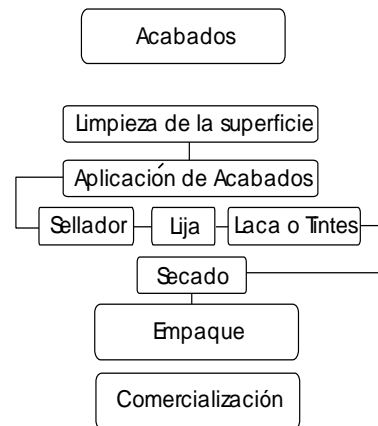 Acabados
Limpieza de la superficie
Aplicación de Acabados
Sellador
Lija
Laca o Tintes
Secado
Empaque
Comercialización